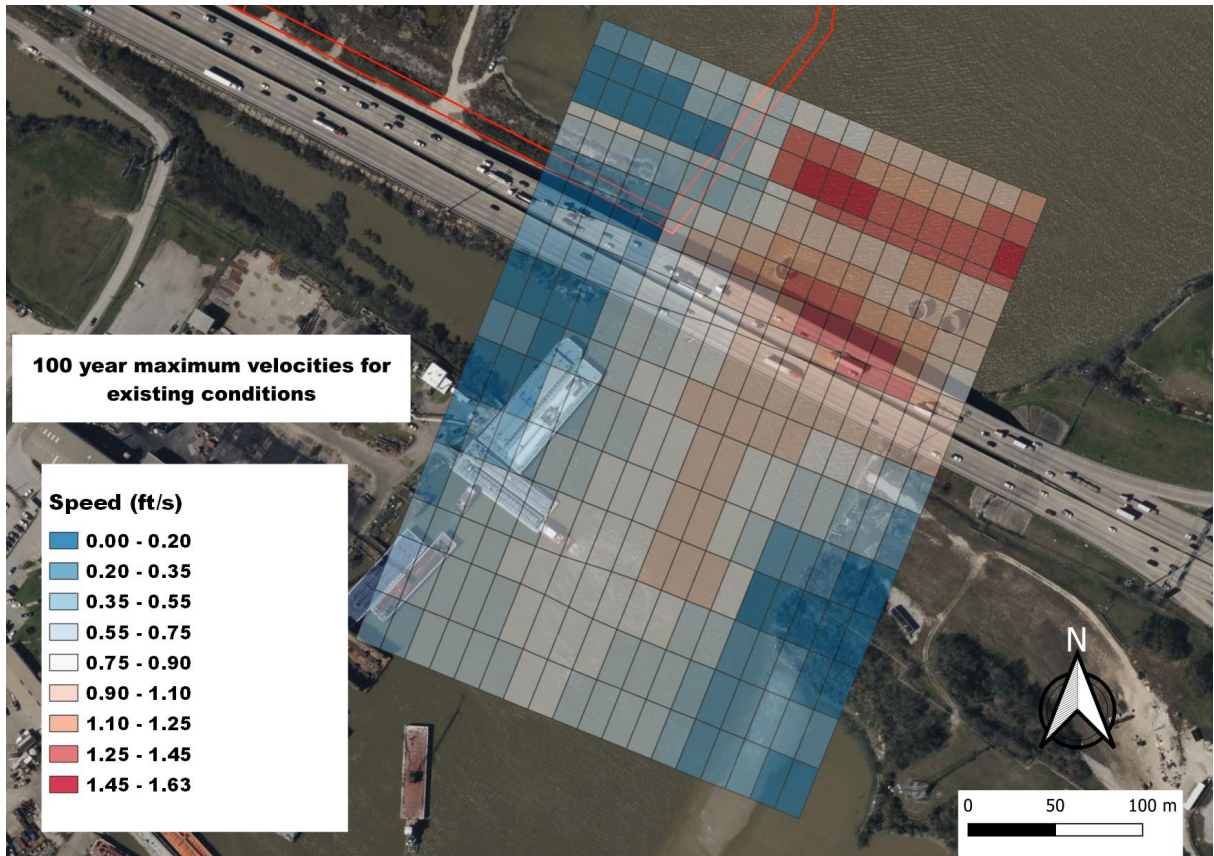 100 year maximum velocities for
existing conditions
Speed (ft/s)
0.00 - 0.20
0.20 - 0.35
0.35 - 0.55
0.55 - 0.75
0.75 - 0.90
0.90 - 1.10
1.10 - 1.25
1.25 - 1.45
1.45 - 1.63
N
0 50 100 m